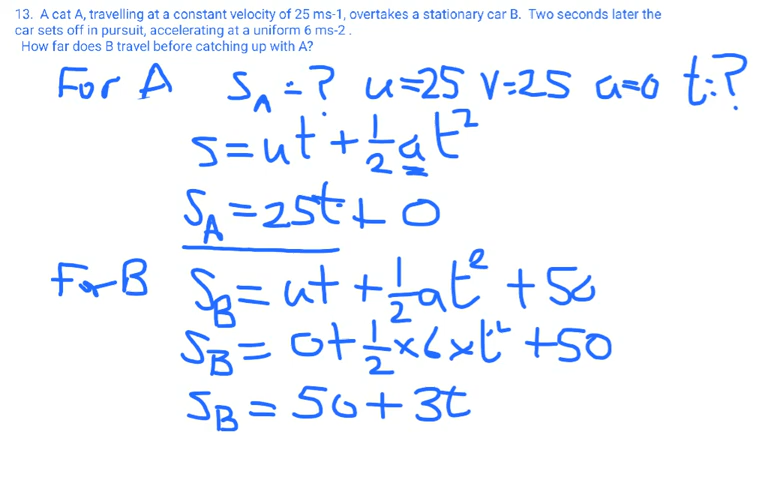 13. A cat A, travelling at a constant velocity of 25 ms-1, overtakes a stationary car B. Two seconds later the
car sets off in pursuit, accelerating at a uniform 6 ms-2 .
How far does B travel before catching up with A?
For A S_A = ? u=25 V=25 a=0 t=?
s=ut+½at²
S_A=25t+0
For B S_B=ut+½at²+50
S_B=0+½×6×t²+50
S_B=50+3t